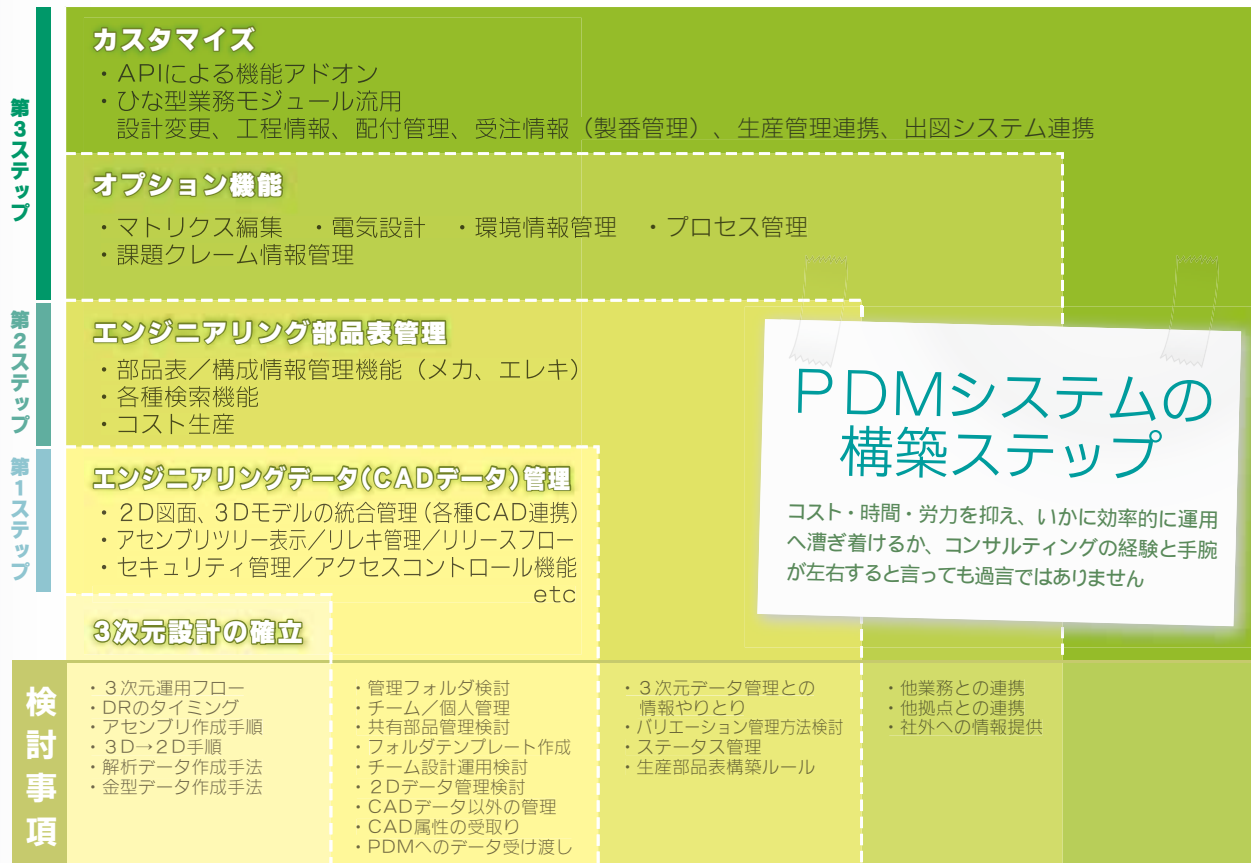 第3ステップ
カスタマイズ
・APIによる機能アドオン
・ひな型業務モジュール流用
設計変更、工程情報、配付管理、受注情報（製番管理）、生産管理連携、出図システム連携
オプション機能
・マトリクス編集　・電気設計　・環境情報管理　・プロセス管理
・課題クレーム情報管理
第2ステップ
エンジニアリング部品表管理
・部品表／構成情報管理機能（メカ、エレキ）
・各種検索機能
・コスト生産
第1ステップ
エンジニアリングデータ（CADデータ）管理
・２D図面、３Dモデルの統合管理（各種CAD連携）
・アセンブリツリー表示／リレキ管理／リリースフロー
・セキュリティ管理／アクセスコントロール機能
etc
3次元設計の確立
PDMシステムの
構築ステップ
コスト・時間・労力を抑え、いかに効率的に運用
へ漕ぎ着けるか、コンサルティングの経験と手腕
が左右すると言っても過言ではありません
検討事項
・３次元運用フロー
・DRのタイミング
・アセンブリ作成手順
・３D→２D手順
・解析データ作成手法
・金型データ作成手法
・管理フォルダ検討
・チーム／個人管理
・共有部品管理検討
・フォルダテンプレート作成
・チーム設計運用検討
・２Dデータ管理検討
・CADデータ以外の管理
・CAD属性の受取り
・PDMへのデータ受け渡し
・３次元データ管理との
情報やりとり
・バリエーション管理方法検討
・ステータス管理
・生産部品表構築ルール
・他業務との連携
・他拠点との連携
・社外への情報提供